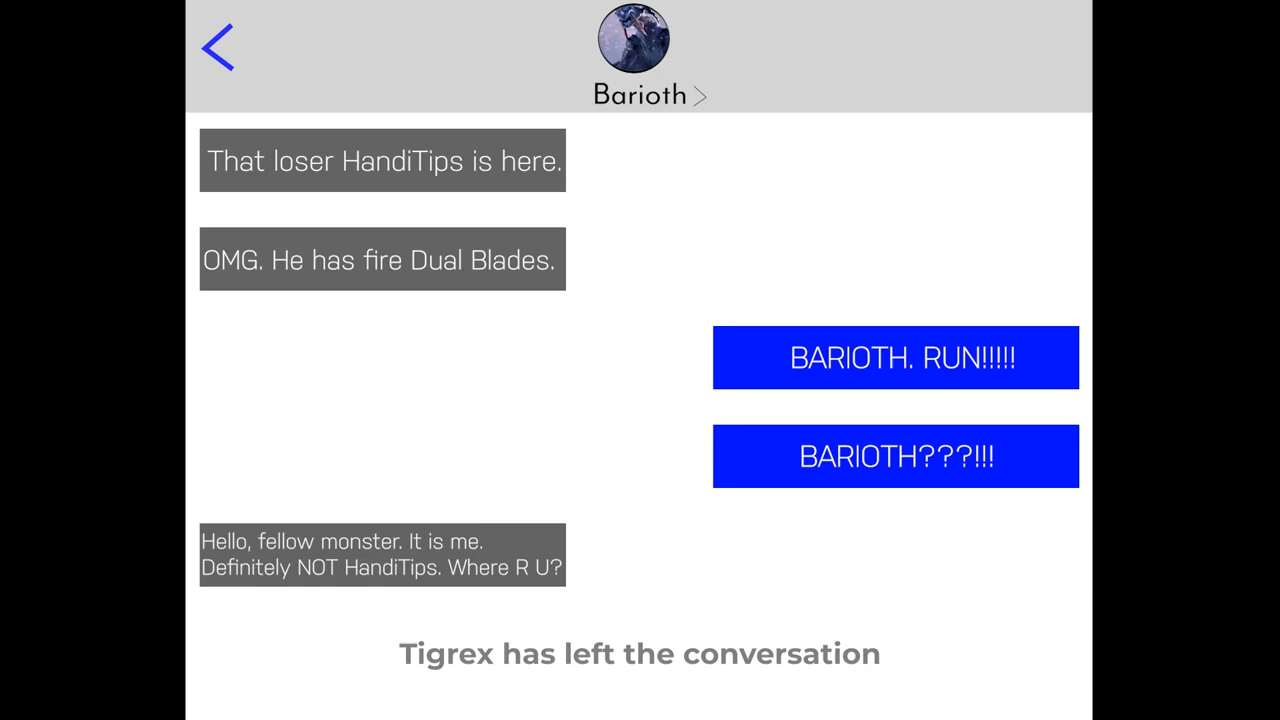 Barioth
That loser HandiTips is here.
OMG. He has fire Dual Blades.
BARIOTH. RUN!!!!!
BARIOTH???!!!
Hello, fellow monster. It is me.
Definitely NOT HandiTips. Where R U?
Tigrex has left the conversation